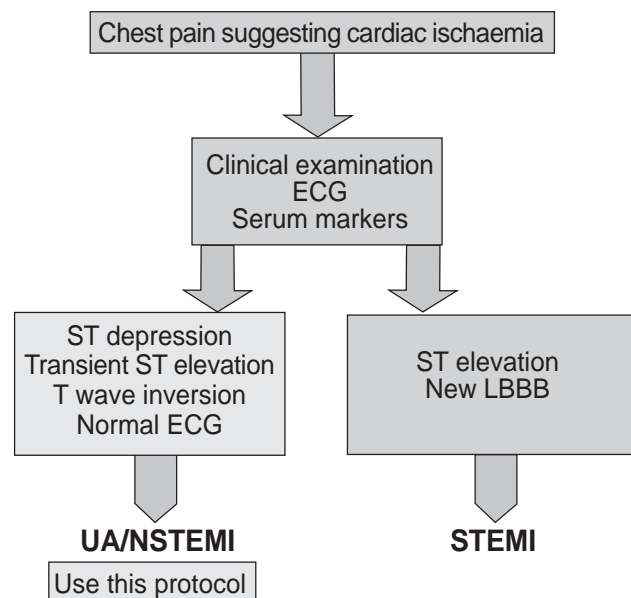 Chest pain suggesting cardiac ischaemia
Clinical examination
ECG
Serum markers
ST depression
Transient ST elevation
T wave inversion
Normal ECG
ST elevation
New LBBB
UA/NSTEMI
STEMI
Use this protocol